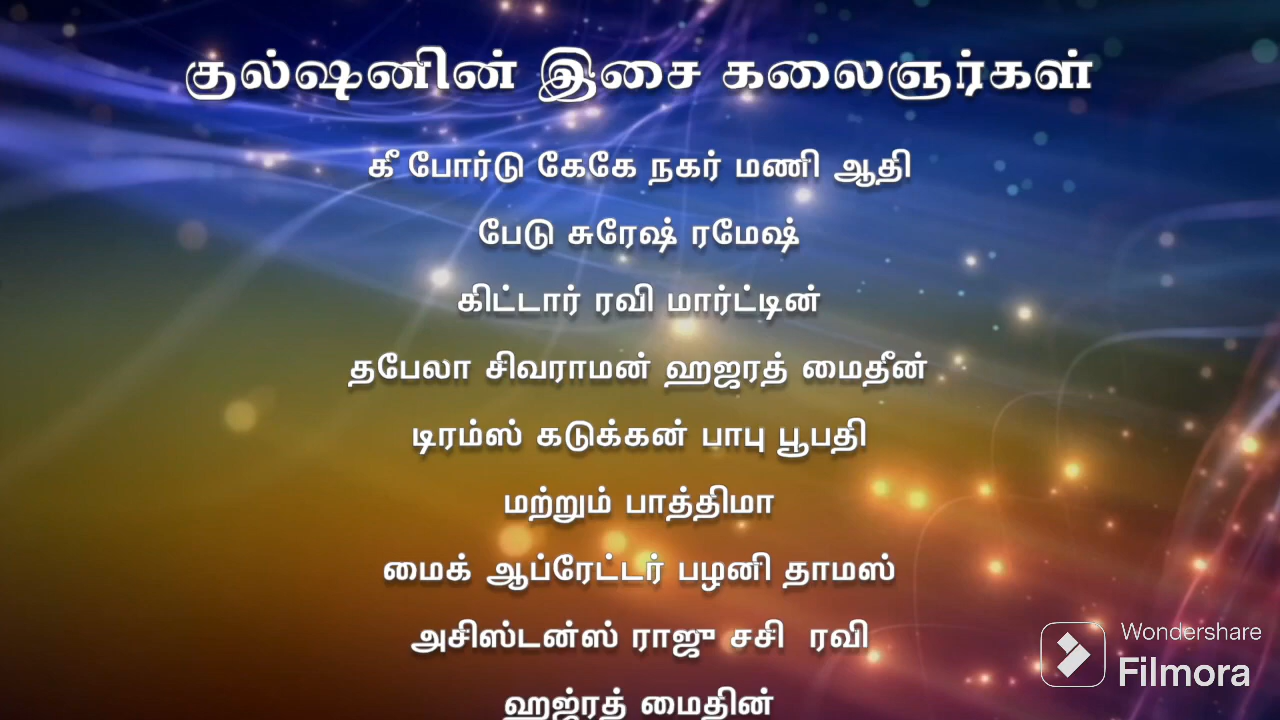 குல்ஷனின் இசை கலைஞர்கள்
கீ போர்டு கேகே நகர் மணி ஆதி
பேடு சுரேஷ் ரமேஷ்
கிட்டார் ரவி மார்ட்டின்
தபேலா சிவராமன் ஹஜரத் மைதீன்
டிரம்ஸ் கடுக்கன் பாபு பூபதி
மற்றும் பாத்திமா
மைக் ஆப்ரேட்டர் பழனி தாமஸ்
அசிஸ்டன்ஸ் ராஜு சசி ரவி
ஹஜ்ரத் மைதின்
Wondershare
Filmora